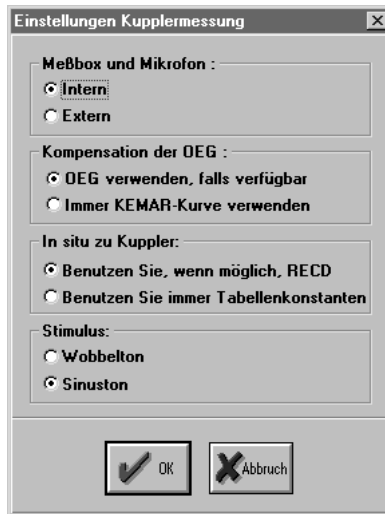 Einstellungen Kupplermessung
Meßbox und Mikrofon :
Intern
Extern
Kompensation der OEG :
OEG verwenden, falls verfügbar
Immer KEMAR-Kurve verwenden
In situ zu Kuppler:
Benutzen Sie, wenn möglich, RECD
Benutzen Sie immer Tabellenkonstanten
Stimulus:
Wobbelton
Sinuston
OK Abbruch